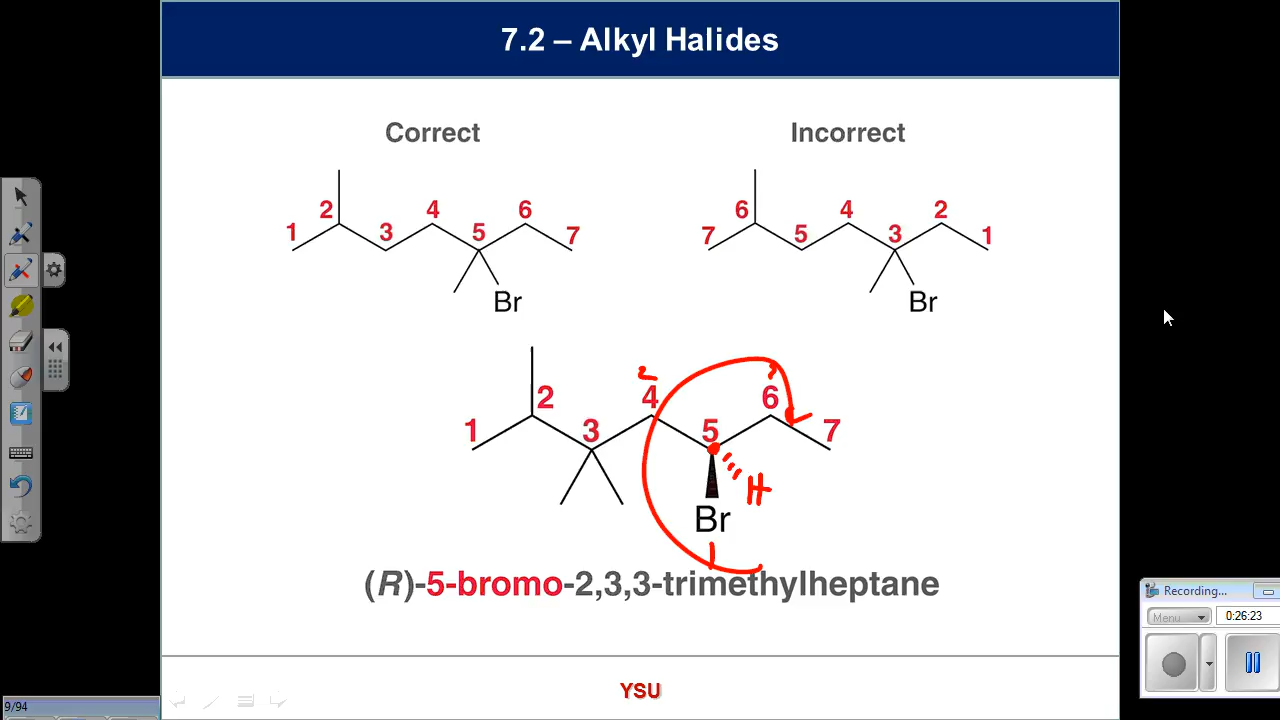 7.2 – Alkyl Halides
Correct
Incorrect
1 2 3 4 5 6 7
Br
7 6 5 4 3 2 1
Br
2
1 2 3 4 5 6 7
H
Br
1
(R)-5-bromo-2,3,3-trimethylheptane
YSU
9/94
Recording...
Menu
0:26:23